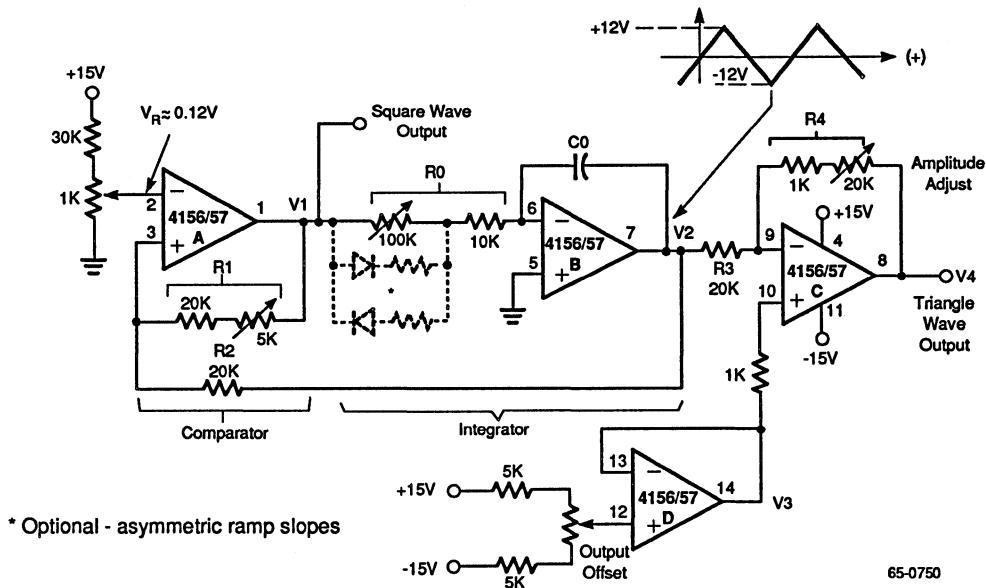 +12V
(+)
-12V
+15V
VR≈ 0.12V
Square Wave
Output
30K
R4
C0
1K
R0
1K
20K
Amplitude
Adjust
−
2
4156/57
A
1
V1
3
+
100K
10K
6
−
4156/57
B
7
5
+
V2
R3
20K
+15V
9
−
4
4156/57
C
8
V4
10
+
11
-15V
Triangle
Wave
Output
R1
20K
5K
*
R2
20K
1K
Comparator
Integrator
13
−
4156/57
D
14
V3
12
+
+15V
5K
Output
Offset
-15V
5K
* Optional - asymmetric ramp slopes
65-0750